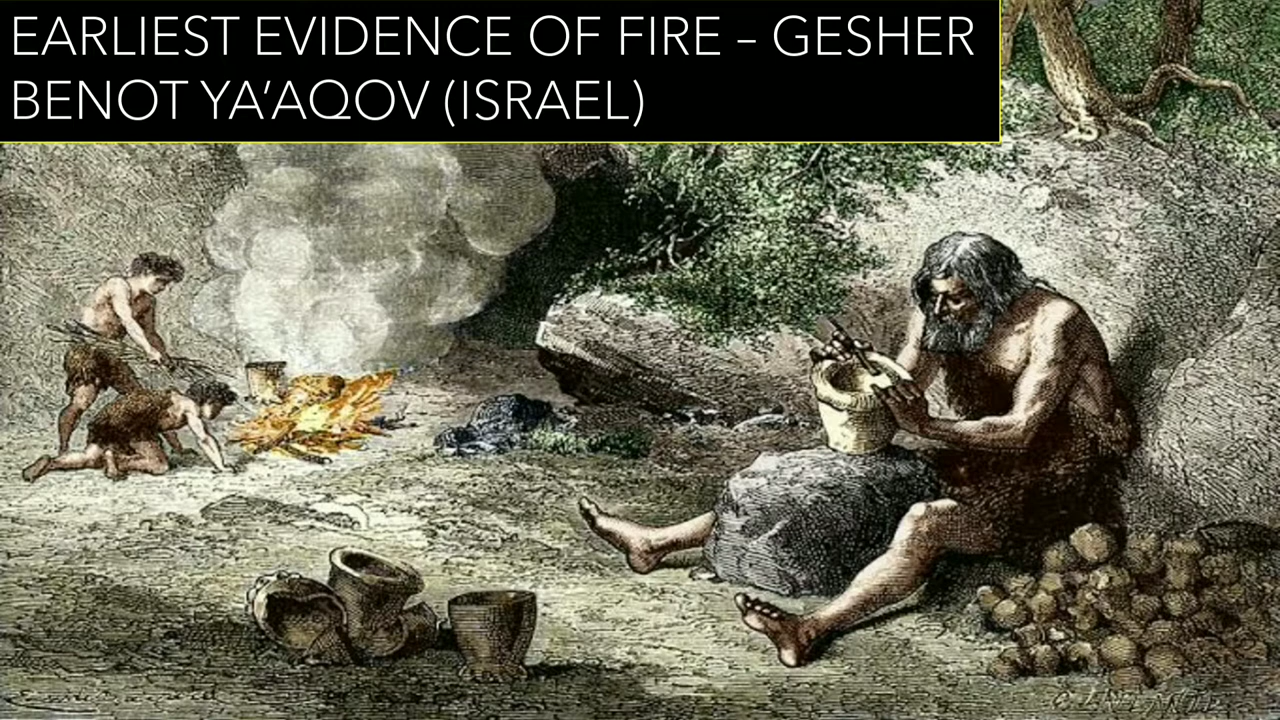 EARLIEST EVIDENCE OF FIRE – GESHER
BENOT YA'AQOV (ISRAEL)